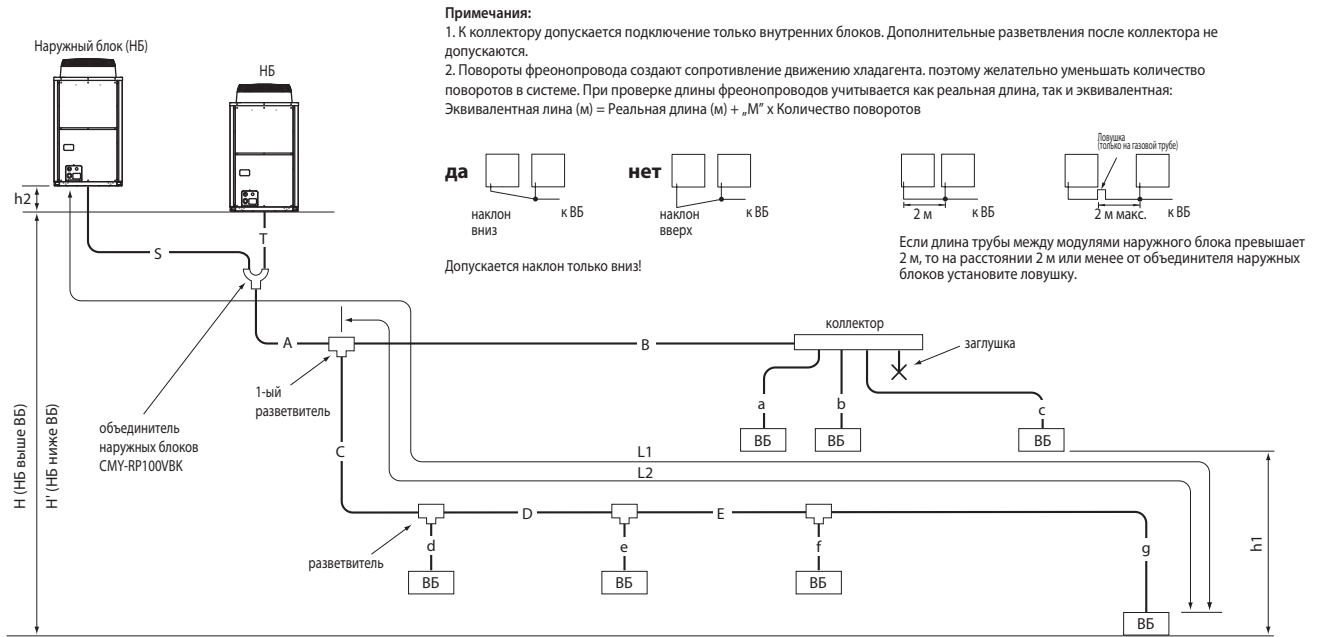 Примечания:
1. К коллектору допускается подключение только внутренних блоков. Дополнительные разветвления после коллектора не
допускаются.
2. Повороты фреонопровода создают сопротивление движению хладагента. поэтому желательно уменьшать количество
поворотов в системе. При проверке длины фреонопроводов учитывается как реальная длина, так и эквивалентная:
Эквивалентная лина (м) = Реальная длина (м) + „М" х Количество поворотов
Наружный блок (НБ)
НБ
да
наклон
вниз
к ВБ
нет
наклон
вверх
к ВБ
2 м
к ВБ
Ловушка
(только на газовой трубе)
2 м макс.
к ВБ
Допускается наклон только вниз!
Если длина трубы между модулями наружного блока превышает
2 м, то на расстоянии 2 м или менее от объединителя наружных
блоков установите ловушку.
h2
S
T
A
B
коллектор
заглушка
1-ый
разветвитель
объединитель
наружных блоков
CMY-RP100VBK
H (НБ выше ВБ)
H' (НБ ниже ВБ)
a
b
c
ВБ
ВБ
ВБ
C
L1
L2
D
E
d
e
f
g
h1
разветвитель
ВБ
ВБ
ВБ
ВБ